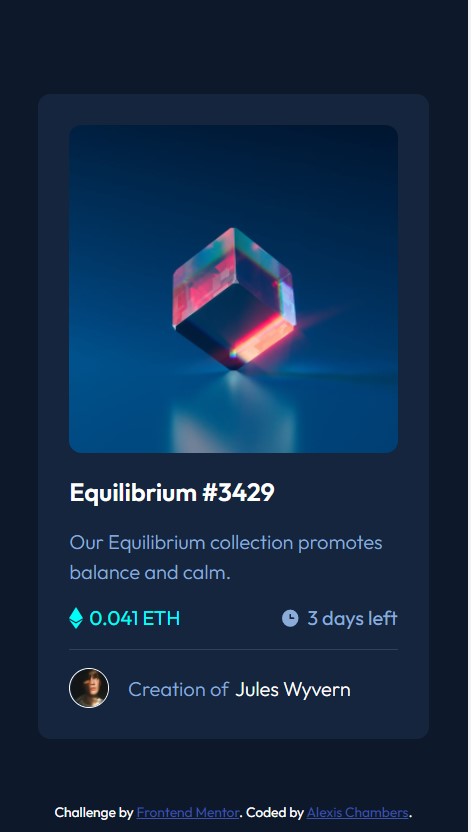 Equilibrium #3429
Our Equilibrium collection promotes
balance and calm.
0.041 ETH 3 days left
Creation of Jules Wyvern
Challenge by Frontend Mentor. Coded by Alexis Chambers.